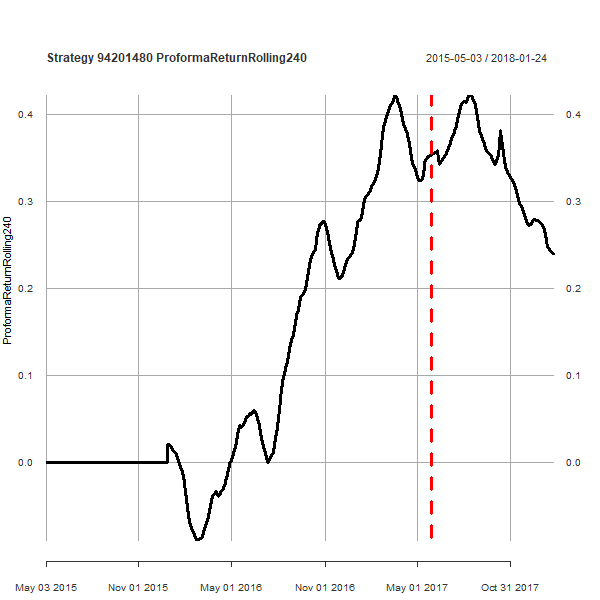 Strategy 94201480 ProformaReturnRolling240
2015-05-03 / 2018-01-24
ProformaReturnRolling240
0.4
0.4
0.3
0.3
0.2
0.2
0.1
0.1
0.0
0.0
May 03 2015
Nov 01 2015
May 01 2016
Nov 01 2016
May 01 2017
Oct 31 2017